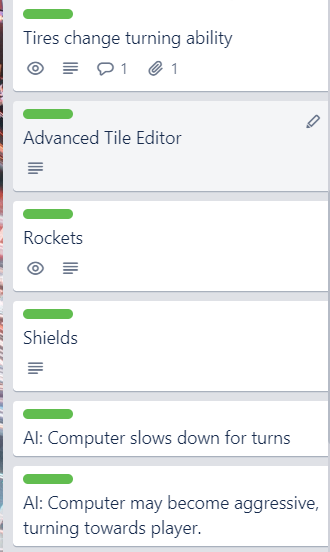 Tires change turning ability
1 1
Advanced Tile Editor
Rockets
Shields
AI: Computer slows down for turns
AI: Computer may become aggressive,
turning towards player.